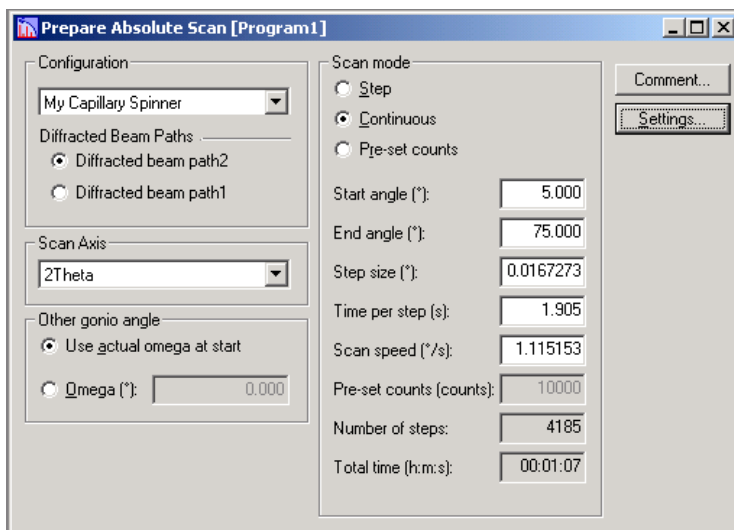 Prepare Absolute Scan [Program1]
Configuration
My Capillary Spinner
Diffracted Beam Paths
Diffracted beam path2
Diffracted beam path1
Scan Axis
2Theta
Other gonio angle
Use actual omega at start
Omega (°): 0.000
Scan mode
Step
Continuous
Pre-set counts
Start angle (°): 5.000
End angle (°): 75.000
Step size (°): 0.0167273
Time per step (s): 1.905
Scan speed (°/s): 1.115153
Pre-set counts (counts): 10000
Number of steps: 4185
Total time (h:m:s): 00:01:07
Comment...
Settings...